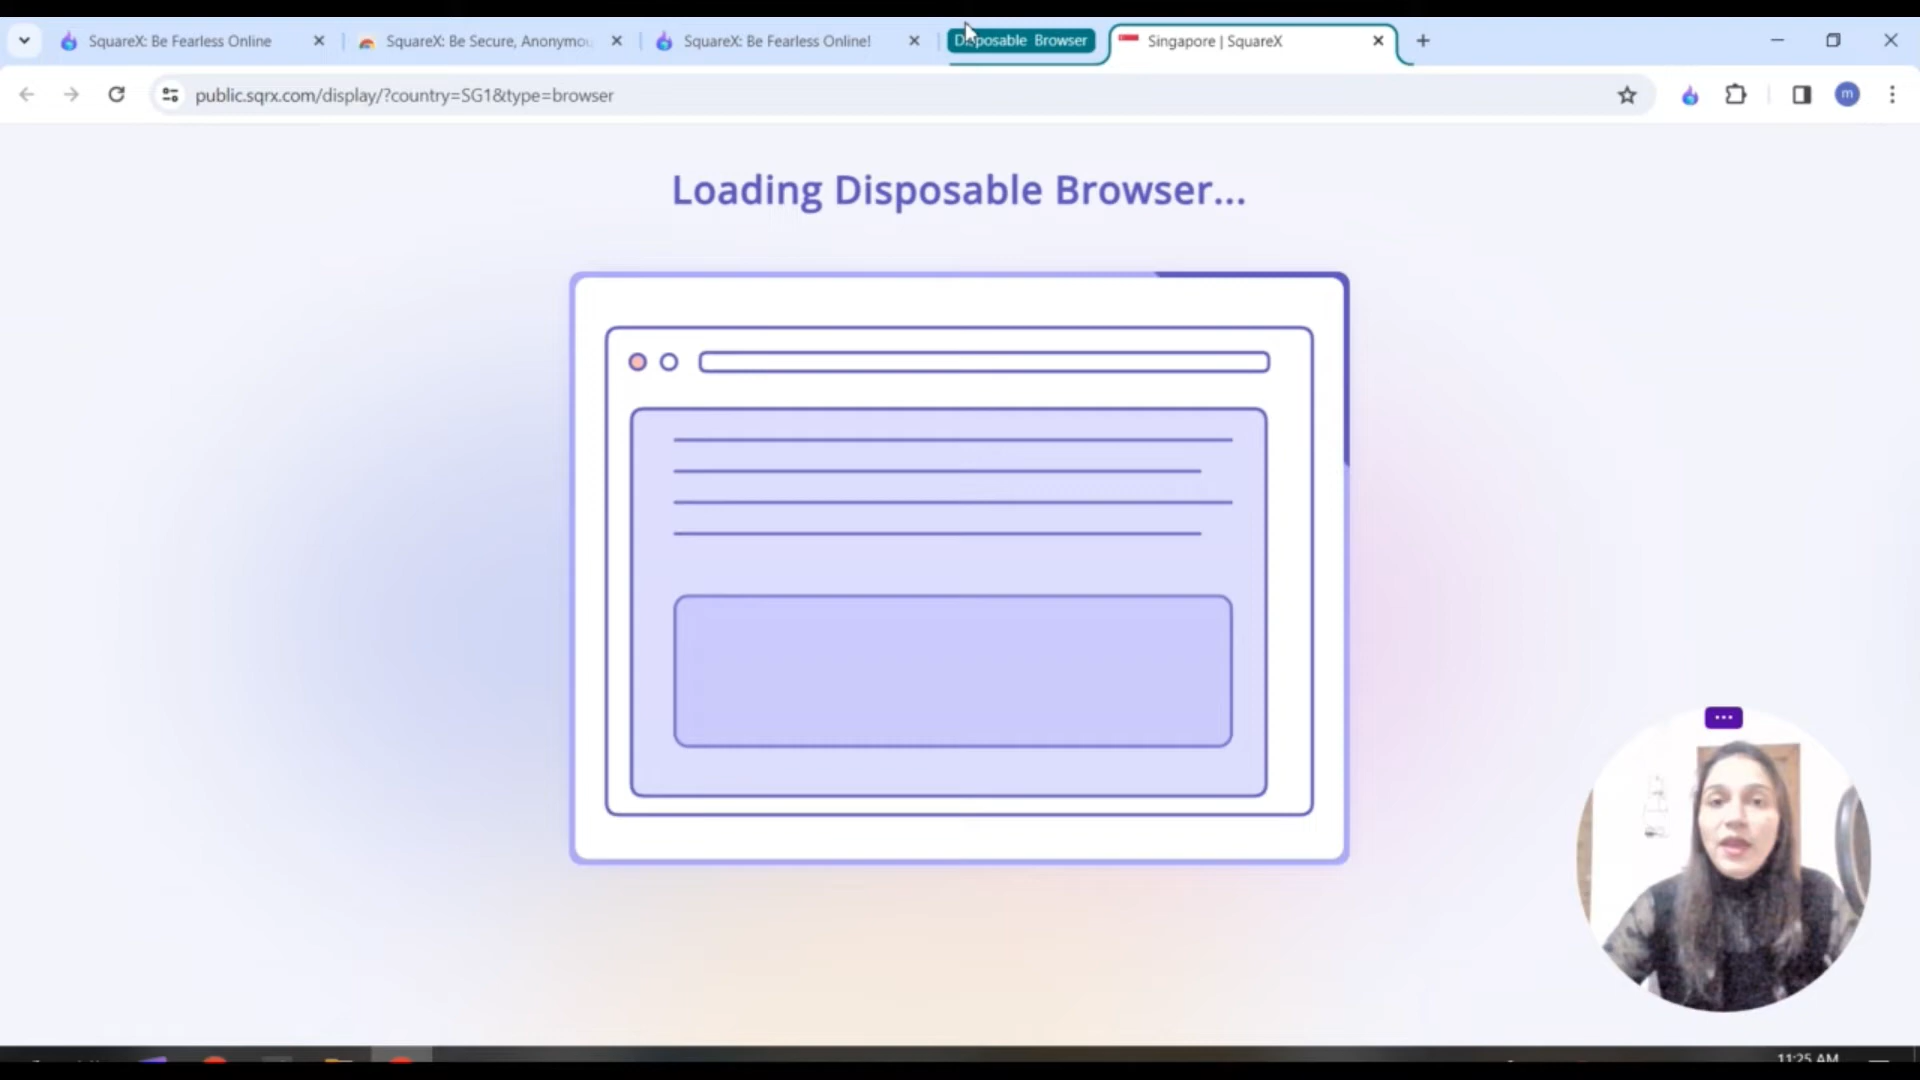 SquareX: Be Fearless Online
SquareX: Be Secure, Anonymou
SquareX: Be Fearless Online!
Disposable Browser
Singapore | SquareX
public.sqrx.com/display/?country=SG1&type=browser
m
Loading Disposable Browser...
11:25 AM